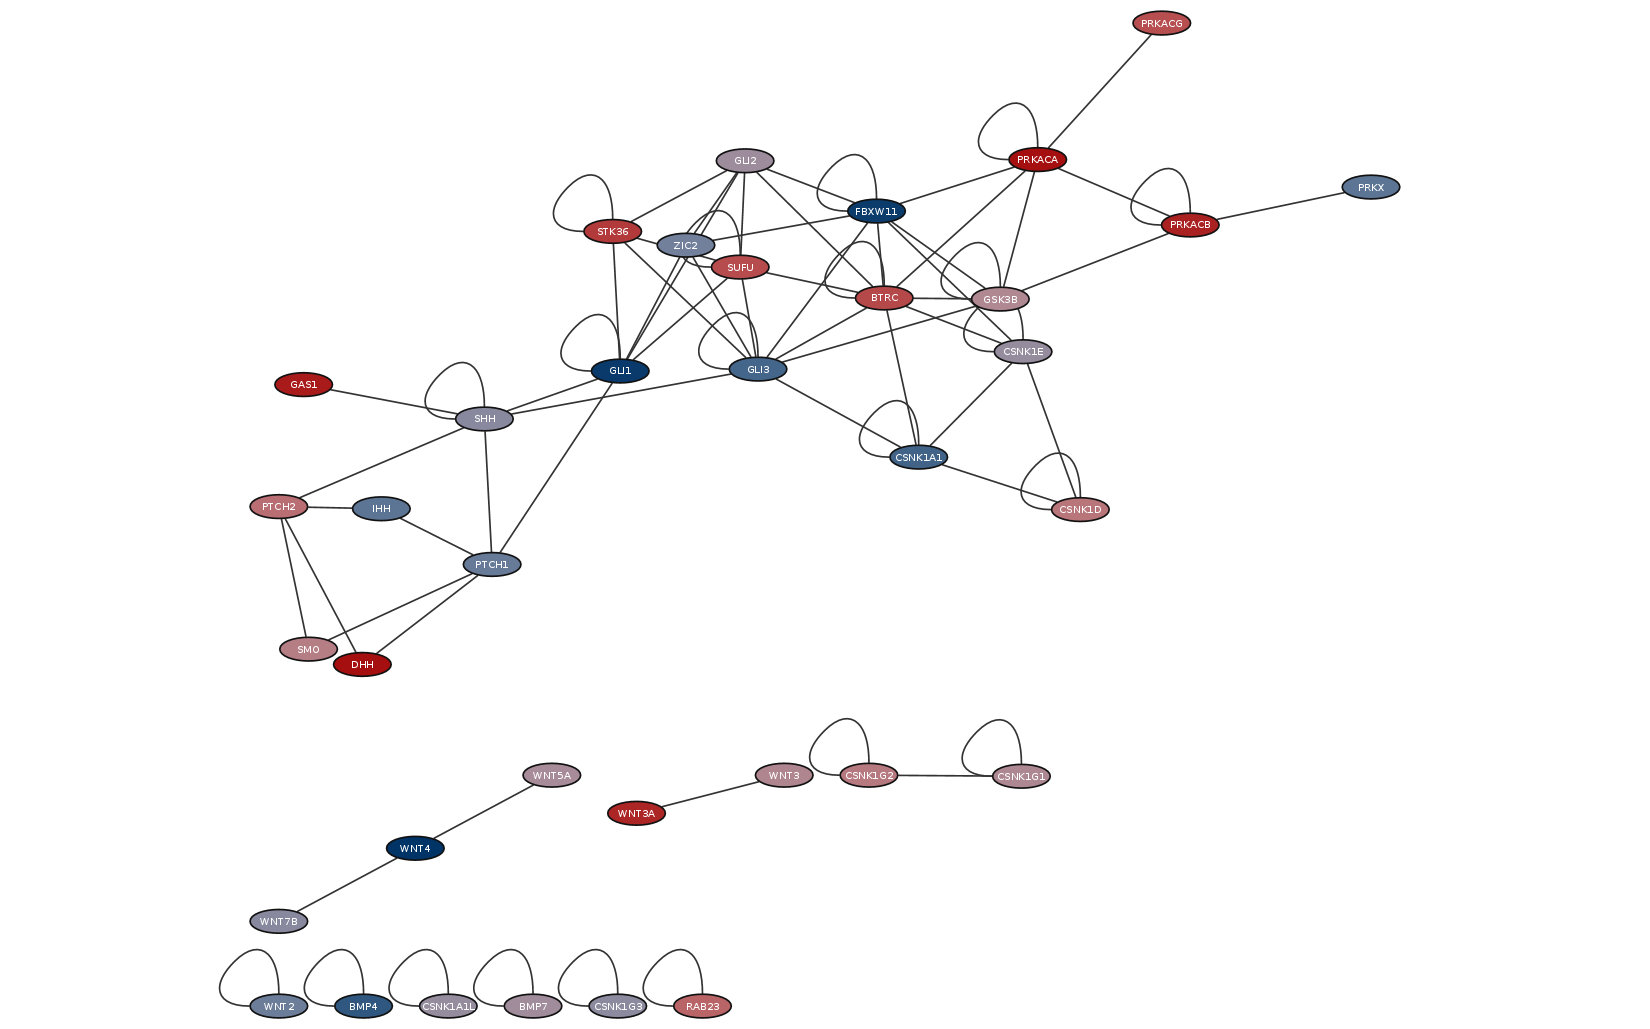 PRKACG
GLI2
PRKACA
PRKX
FBXW11
PRKACB
STK36
ZIC2
SUFU
BTRC
GSK3B
CSNK1E
GLI1
GLI3
GAS1
SHH
CSNK1A1
PTCH2
IHH
CSNK1D
PTCH1
SMO
DHH
WNT5A
WNT3
CSNK1G2
CSNK1G1
WNT3A
WNT4
WNT7B
WNT2
BMP4
CSNK1A1L
BMP7
CSNK1G3
RAB23